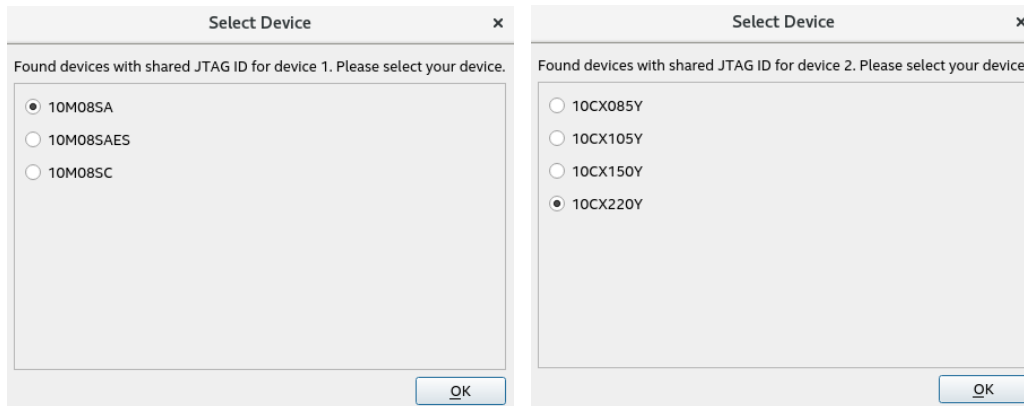 Select Device ×
Found devices with shared JTAG ID for device 1. Please select your device.
10M08SA
10M08SAES
10M08SC
OK
Select Device ×
Found devices with shared JTAG ID for device 2. Please select your device
10CX085Y
10CX105Y
10CX150Y
10CX220Y
OK